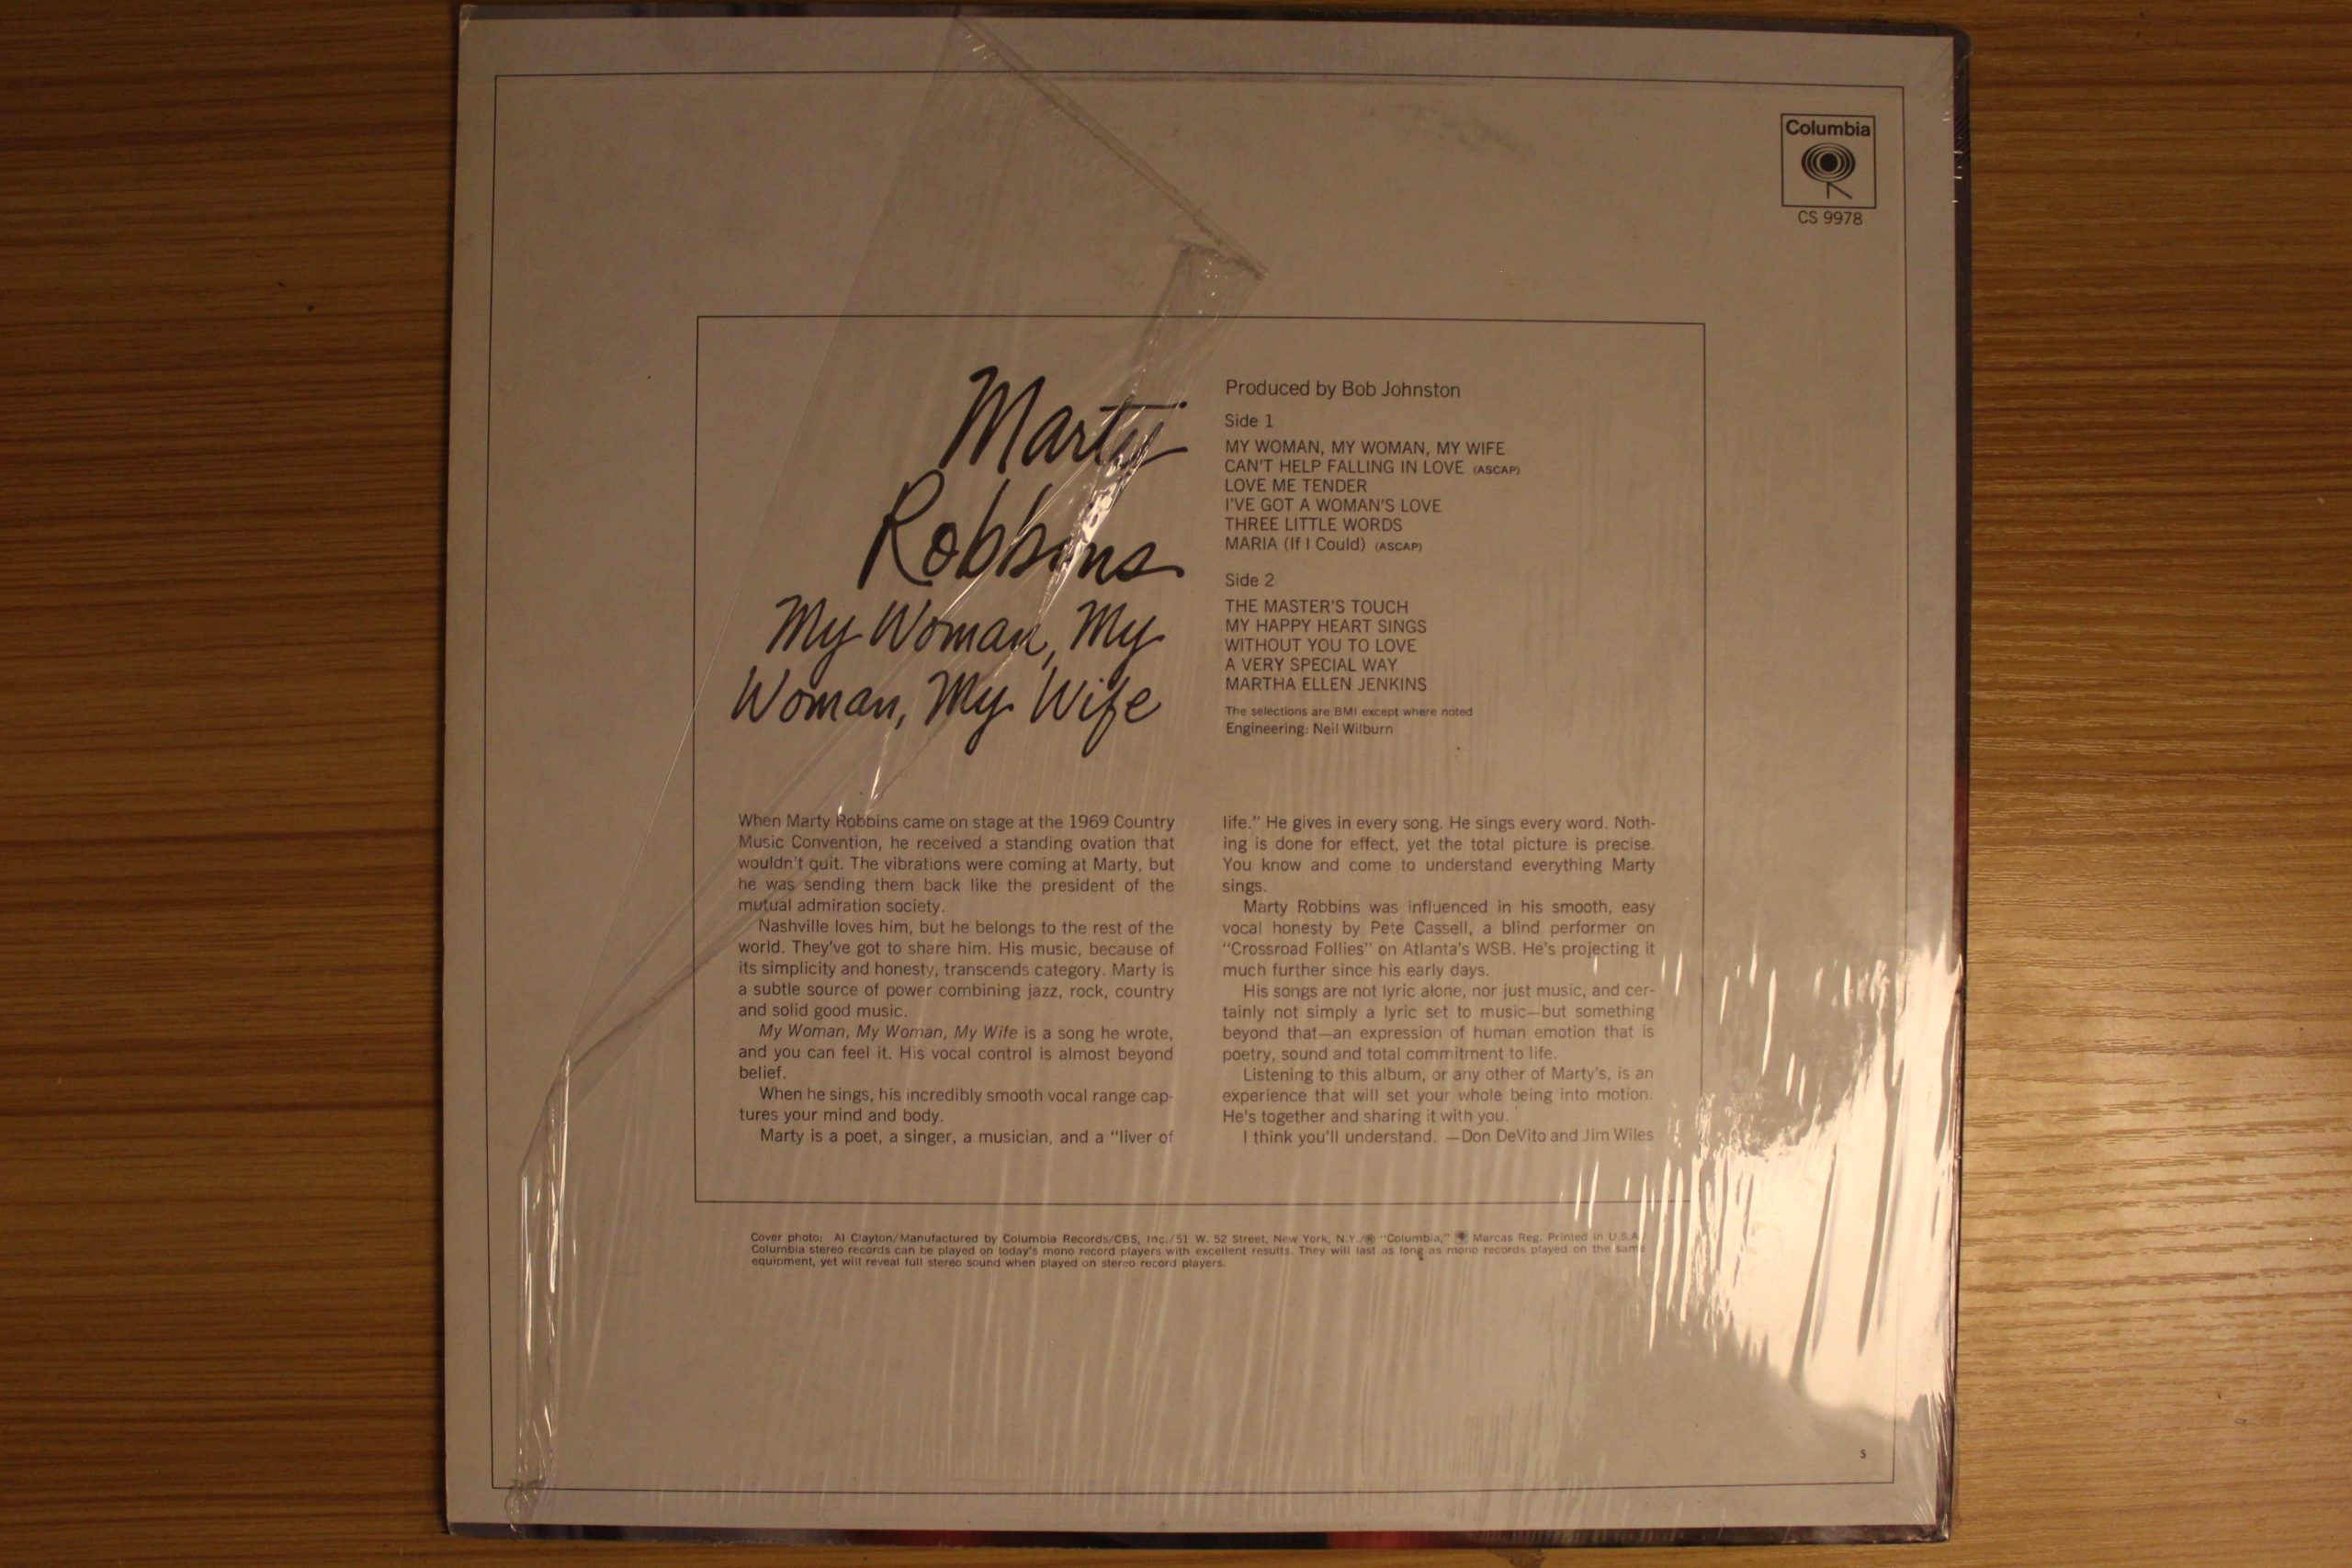 Columbia
CS 9978
Marty
Robbins
My Woman, My
Woman, My Wife
Produced by Bob Johnston
Side 1
MY WOMAN, MY WOMAN, MY WIFE
CAN'T HELP FALLING IN LOVE (ASCAP)
LOVE ME TENDER
I'VE GOT A WOMAN'S LOVE
THREE LITTLE WORDS
MARIA (If I Could) (ASCAP)
Side 2
THE MASTER'S TOUCH
MY HAPPY HEART SINGS
WITHOUT YOU TO LOVE
A VERY SPECIAL WAY
MARTHA ELLEN JENKINS
The selections are BMI except where noted
Engineering: Neil Wilburn
When Marty Robbins came on stage at the 1969 Country
Music Convention, he received a standing ovation that
wouldn't quit. The vibrations were coming at Marty, but
he was sending them back like the president of the
mutual admiration society.
Nashville loves him, but he belongs to the rest of the
world. They've got to share him. His music, because of
its simplicity and honesty, transcends category. Marty is
a subtle source of power combining jazz, rock, country
and solid good music.
My Woman, My Woman, My Wife is a song he wrote,
and you can feel it. His vocal control is almost beyond
belief.
When he sings, his incredibly smooth vocal range cap-
tures your mind and body.
Marty is a poet, a singer, a musician, and a "liver of
life." He gives in every song. He sings every word. Noth-
ing is done for effect, yet the total picture is precise.
You know and come to understand everything Marty
sings.
Marty Robbins was influenced in his smooth, easy
vocal honesty by Pete Cassell, a blind performer on
"Crossroad Follies" on Atlanta's WSB. He's projecting it
much further since his early days.
His songs are not lyric alone, nor just music, and cer-
tainly not simply a lyric set to music—but something
beyond that—an expression of human emotion that is
poetry, sound and total commitment to life.
Listening to this album, or any other of Marty's, is an
experience that will set your whole being into motion.
He's together and sharing it with you.
I think you'll understand. —Don DeVito and Jim Wiles
Cover photo: Al Clayton/Manufactured by Columbia Records/CBS, Inc./51 W. 52 Street, New York, N.Y./® "Columbia," Marcas Reg. Printed in U.S.A.
Columbia stereo records can be played on today's mono record players with excellent results. They will last as long as mono records played on the same
equipment, yet will reveal full stereo sound when played on stereo record players.
S